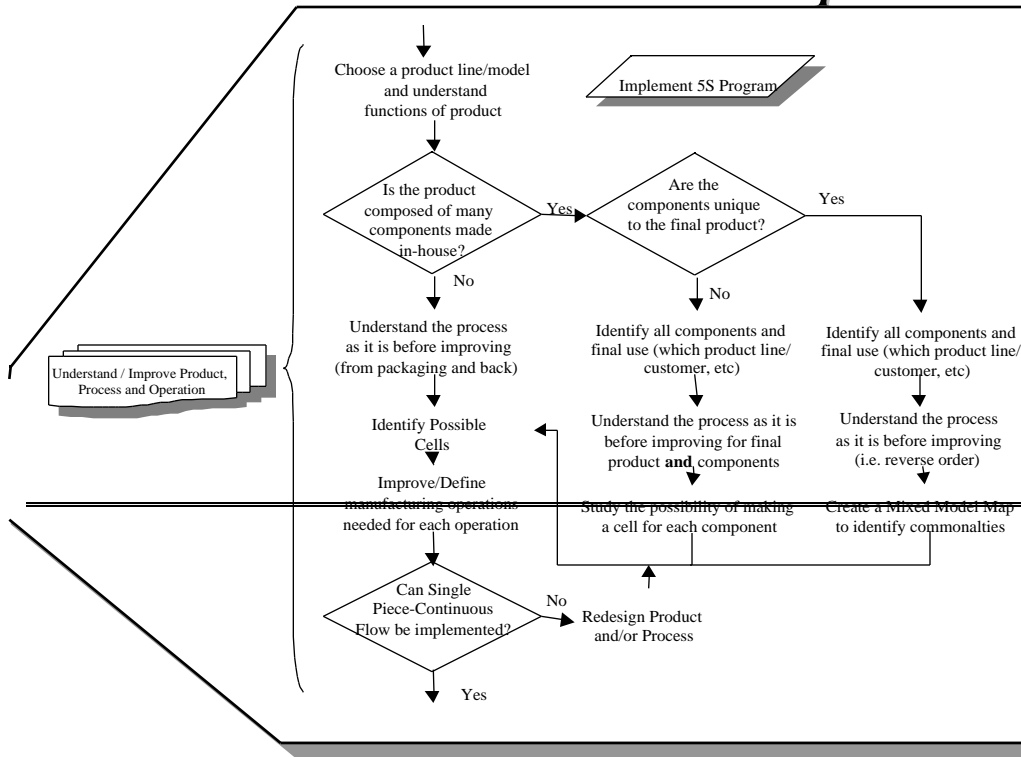 Choose a product line/model
and understand
functions of product
Implement 5S Program
Is the product
composed of many
components made
in-house?
Yes
Are the
components unique
to the final product?
Yes
No
No
Understand the process
as it is before improving
(from packaging and back)
Identify all components and
final use (which product line/
customer, etc)
Identify all components and
final use (which product line/
customer, etc)
Understand / Improve Product,
Process and Operation
Identify Possible
Cells
Understand the process as it is
before improving for final
product and components
Understand the process
as it is before improving
(i.e. reverse order)
Improve/Define
manufacturing operations
needed for each operation
Study the possibility of making
a cell for each component
Create a Mixed Model Map
to identify commonalties
Can Single
Piece-Continuous
Flow be implemented?
No
Redesign Product
and/or Process
Yes